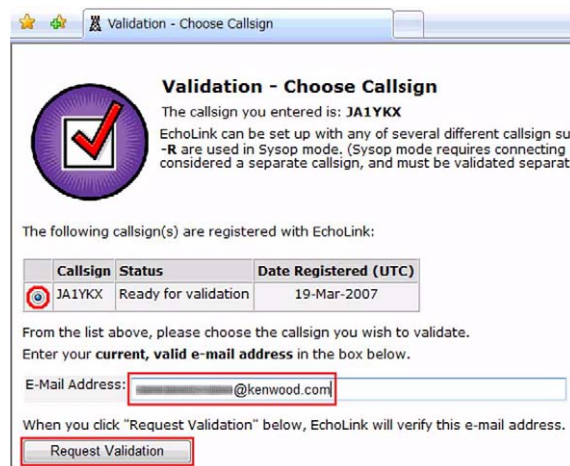 Validation - Choose Callsign
Validation - Choose Callsign
The callsign you entered is: JA1YKX
EchoLink can be set up with any of several different callsign su
-R are used in Sysop mode. (Sysop mode requires connecting
considered a separate callsign, and must be validated separat
The following callsign(s) are registered with EchoLink:
Callsign Status Date Registered (UTC)
JA1YKX Ready for validation 19-Mar-2007
From the list above, please choose the callsign you wish to validate.
Enter your current, valid e-mail address in the box below.
E-Mail Address: @kenwood.com
When you click "Request Validation" below, EchoLink will verify this e-mail address.
Request Validation